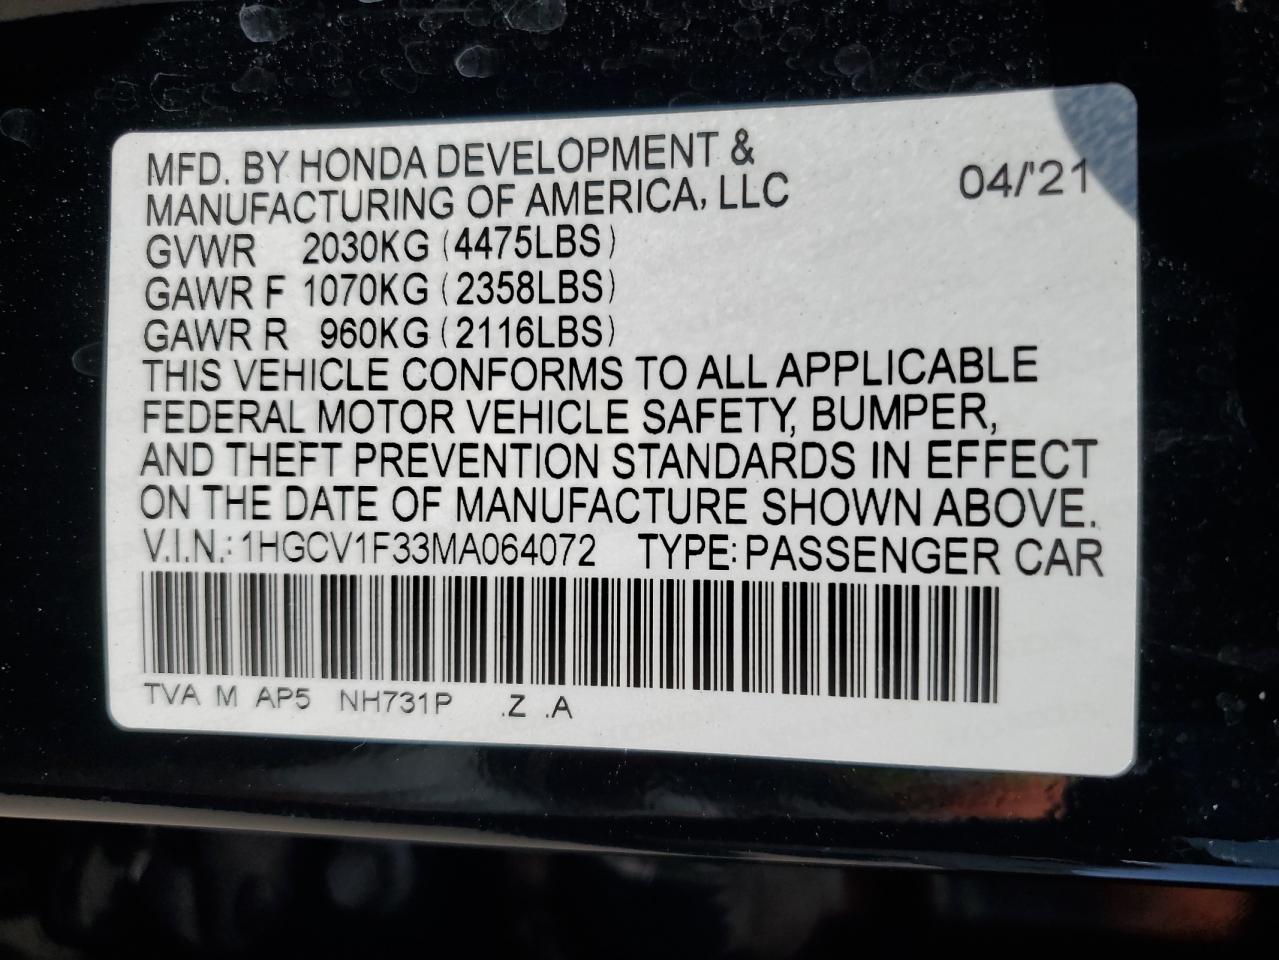 MFD. BY HONDA DEVELOPMENT &
MANUFACTURING OF AMERICA, LLC
04/'21
GVWR 2030KG (4475LBS)
GAWR F 1070KG (2358LBS)
GAWR R 960KG (2116LBS)
THIS VEHICLE CONFORMS TO ALL APPLICABLE
FEDERAL MOTOR VEHICLE SAFETY, BUMPER,
AND THEFT PREVENTION STANDARDS IN EFFECT
ON THE DATE OF MANUFACTURE SHOWN ABOVE.
V.I.N.: 1HGCV1F33MA064072 TYPE: PASSENGER CAR
TVA M AP5 NH731P .Z .A